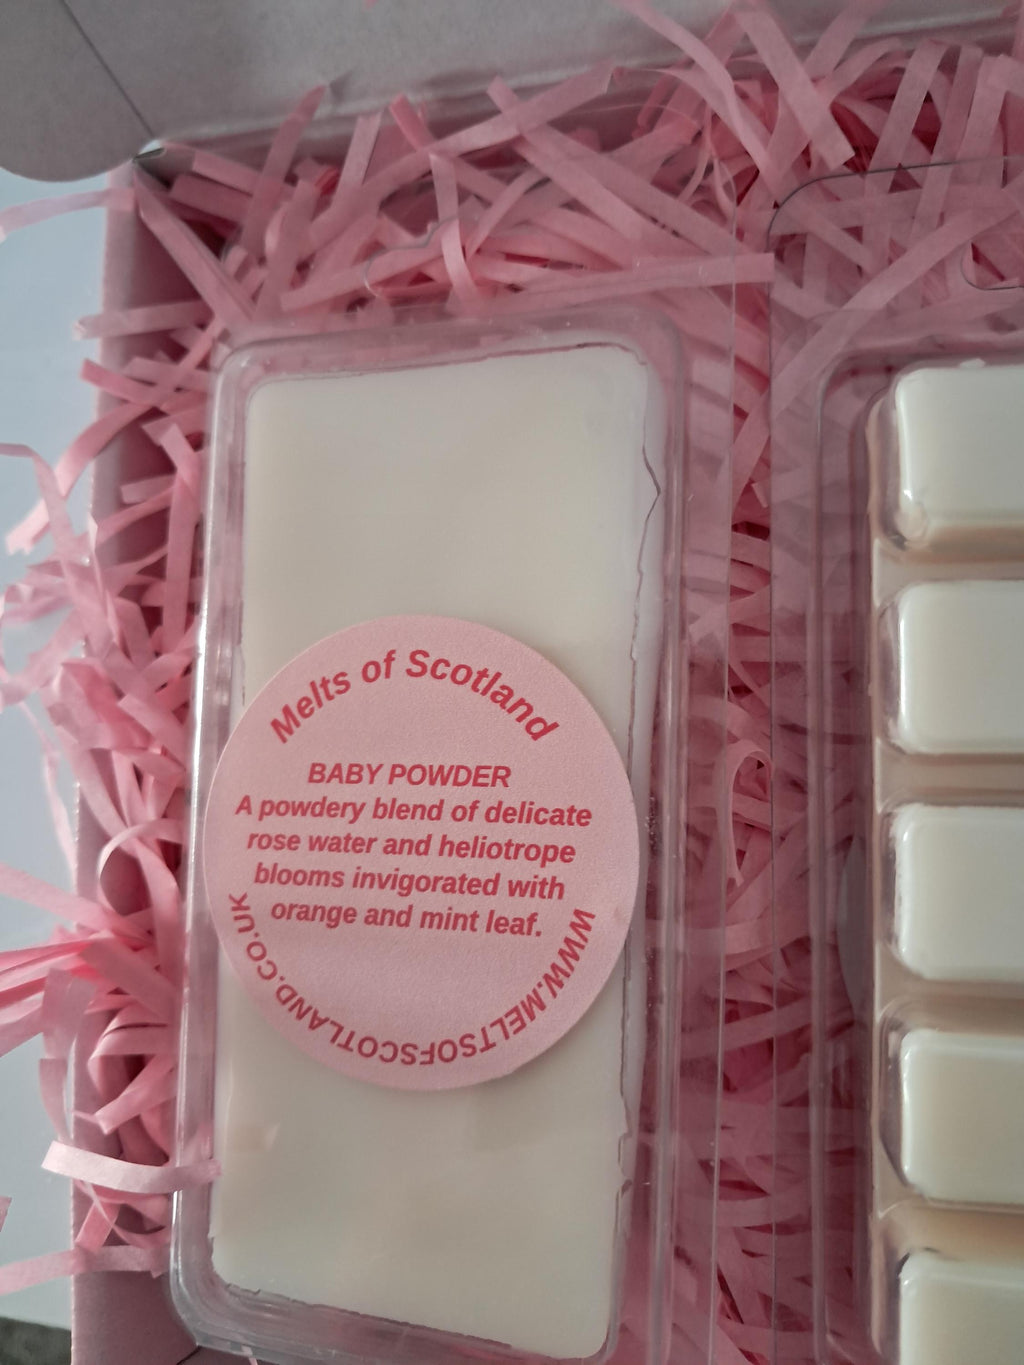 Melts of Scotland
BABY POWDER
A powdery blend of delicate
rose water and heliotrope
blooms invigorated with
orange and mint leaf.
WWW.MELTSOFSCOTLAND.CO.UK